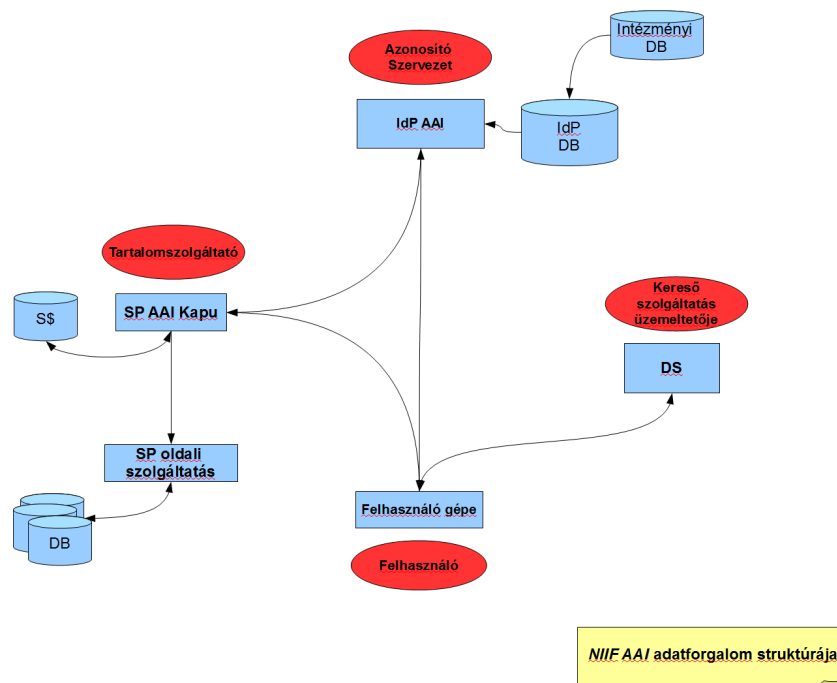 Intézményi
DB
Azonosító
Szervezet
IdP AAI
IdP
DB
Tartalomszolgáltató
S$
SP AAI Kapu
Kereső
szolgáltatás
üzemeltetője
DS
SP oldali
szolgáltatás
DB
Felhasználó gépe
Felhasználó
NIIF AAI adatforgalom struktúrája